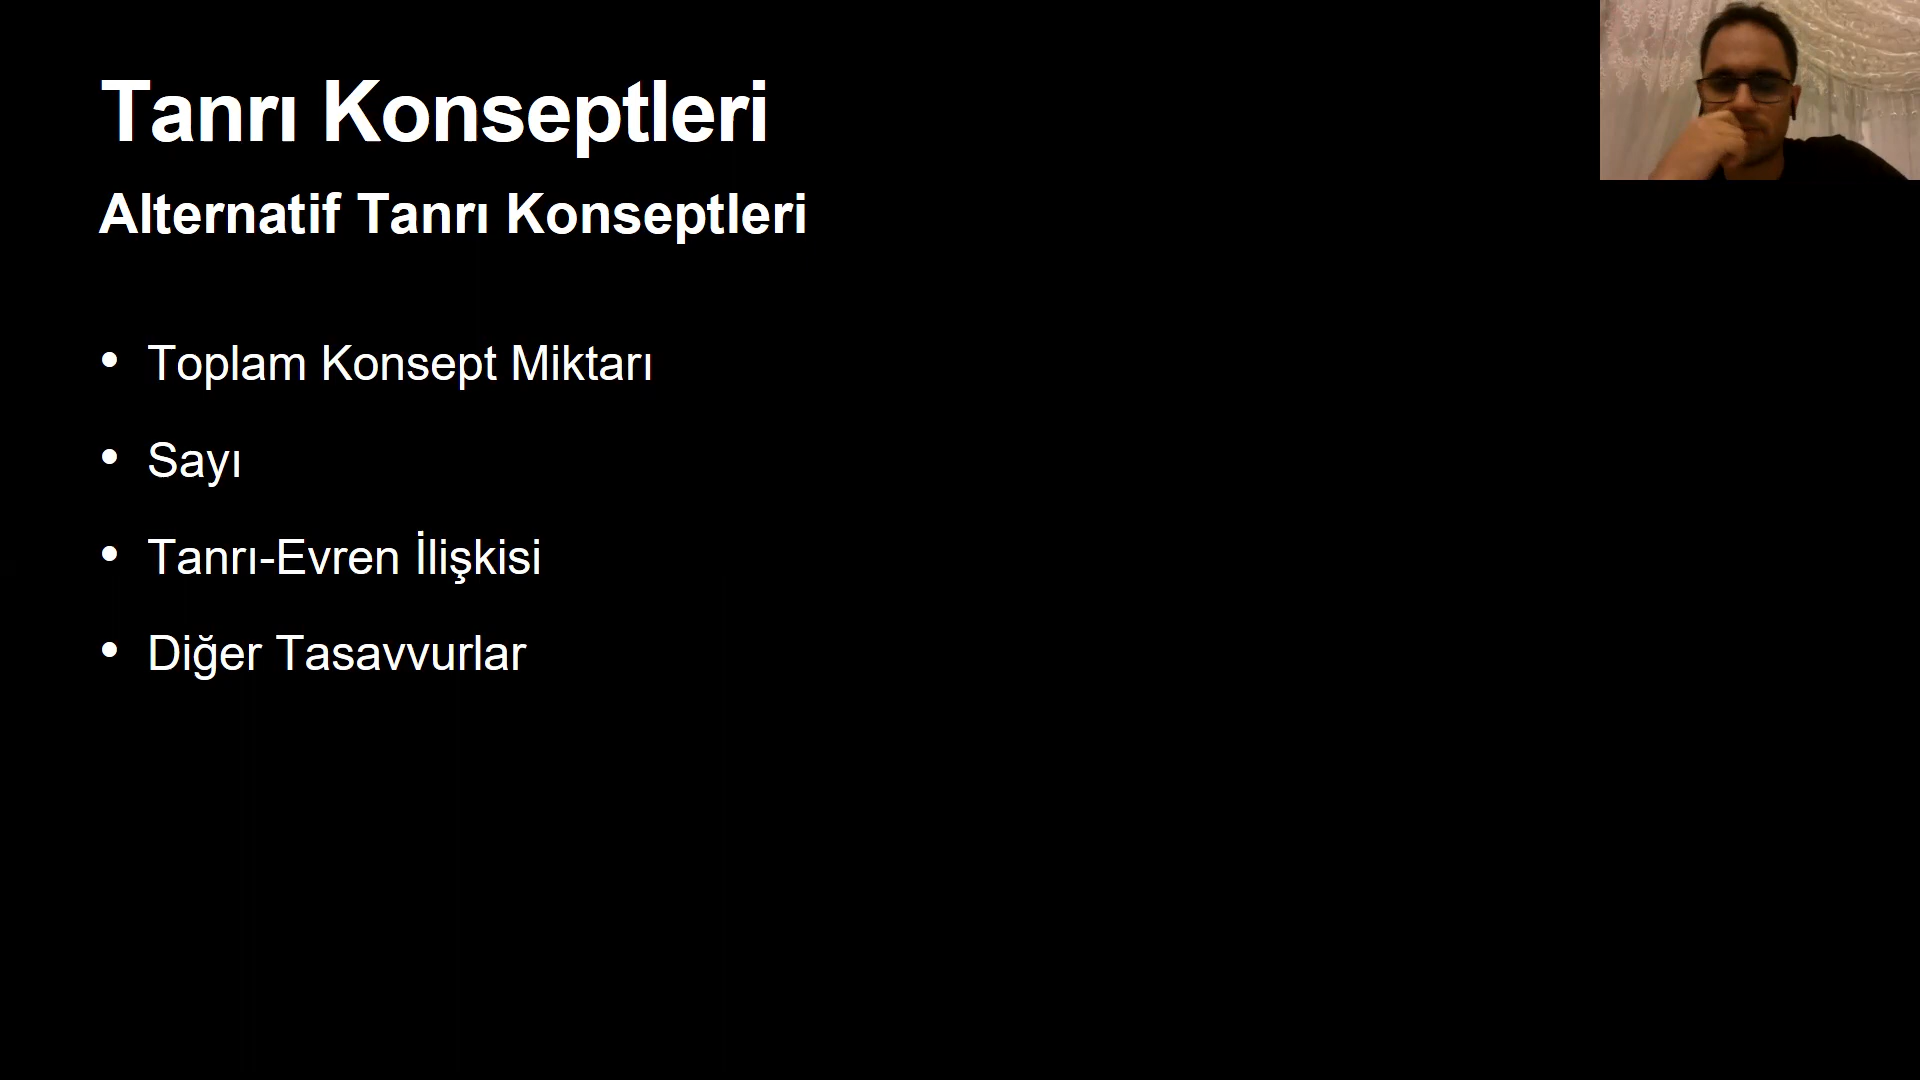 Tanrı Konseptleri
Alternatif Tanrı Konseptleri
• Toplam Konsept Miktarı
• Sayı
• Tanrı-Evren İlişkisi
• Diğer Tasavvurlar